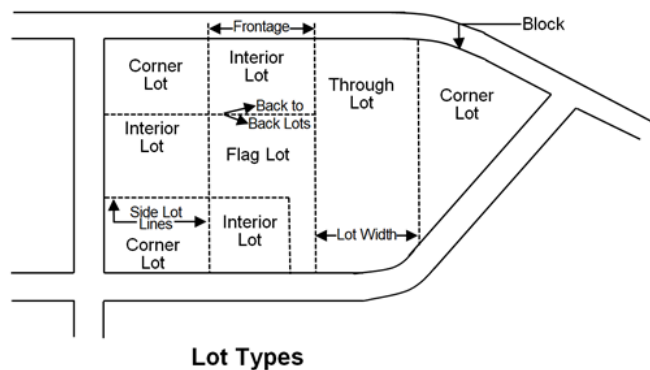 Frontage
Block
Corner
Lot
Interior
Lot
Through
Lot
Corner
Lot
Back to
Back Lots
Interior
Lot
Flag Lot
Side Lot
Lines
Interior
Lot
Lot Width
Corner
Lot
Lot Types